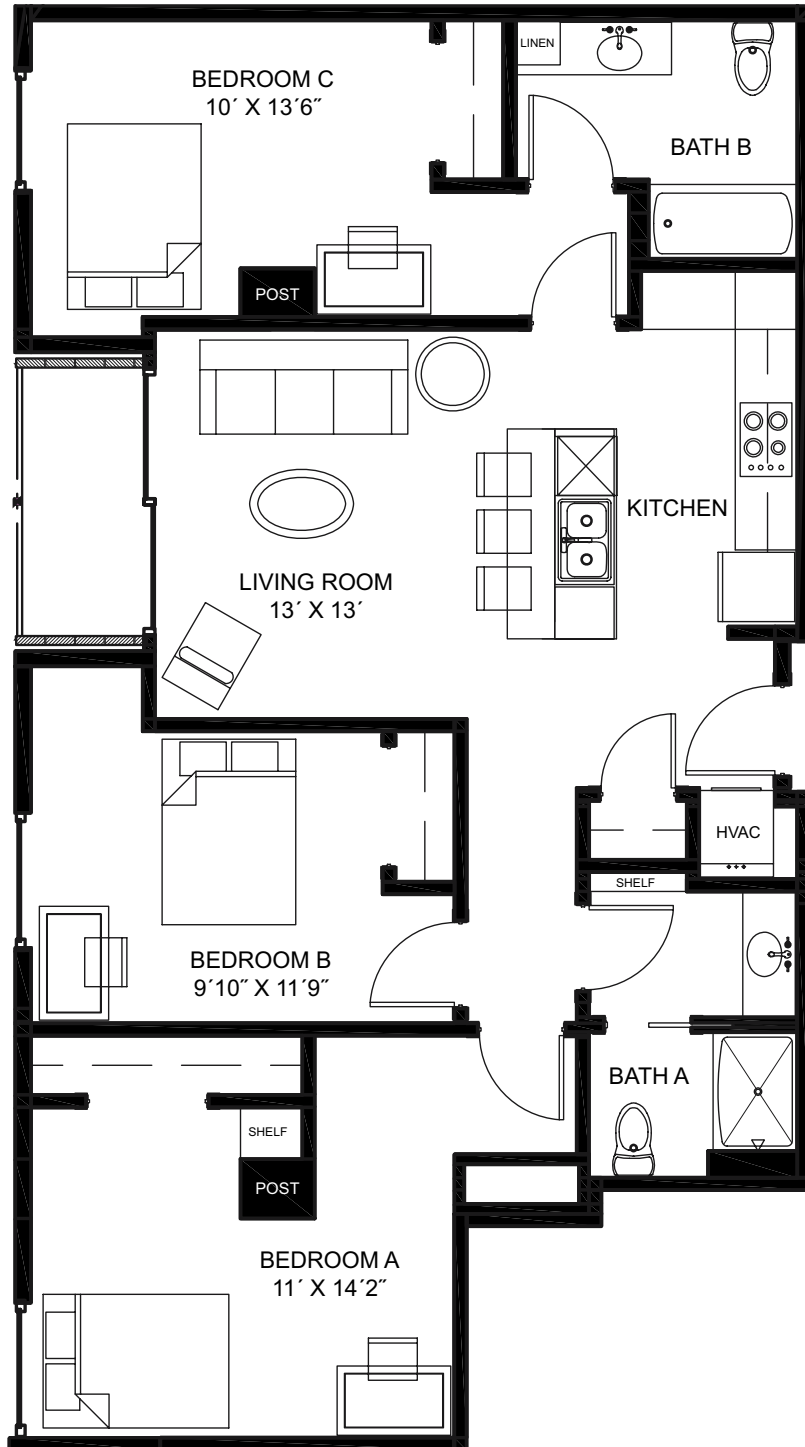 LINEN
BEDROOM C
10´ X 13´6˝
BATH B
POST
KITCHEN
LIVING ROOM
13´ X 13´
HVAC
SHELF
BEDROOM B
9´10˝ X 11´9˝
BATH A
SHELF
POST
BEDROOM A
11´ X 14´2˝